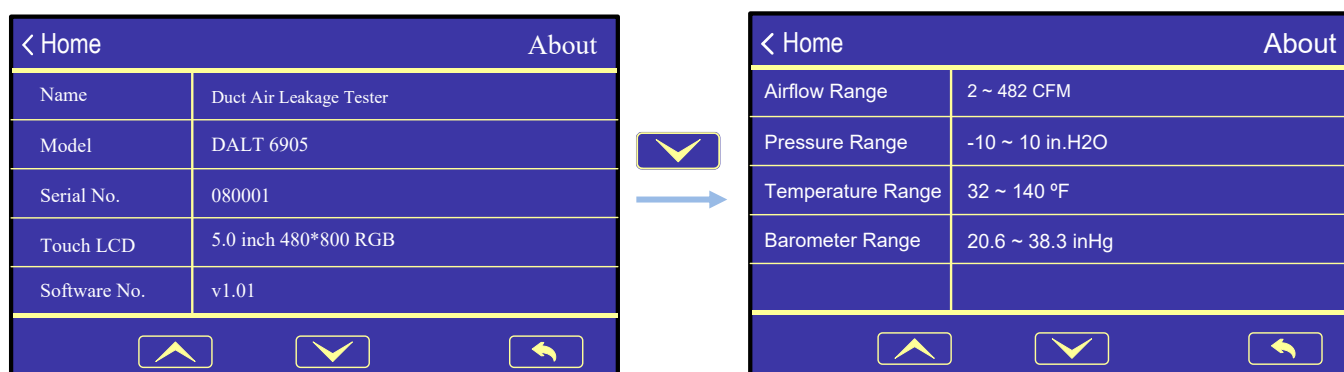 < Home About
Name Duct Air Leakage Tester
Model DALT 6905
Serial No. 080001
Touch LCD 5.0 inch 480*800 RGB
Software No. v1.01
< Home About
Airflow Range 2 ~ 482 CFM
Pressure Range -10 ~ 10 in.H2O
Temperature Range 32 ~ 140 ºF
Barometer Range 20.6 ~ 38.3 inHg